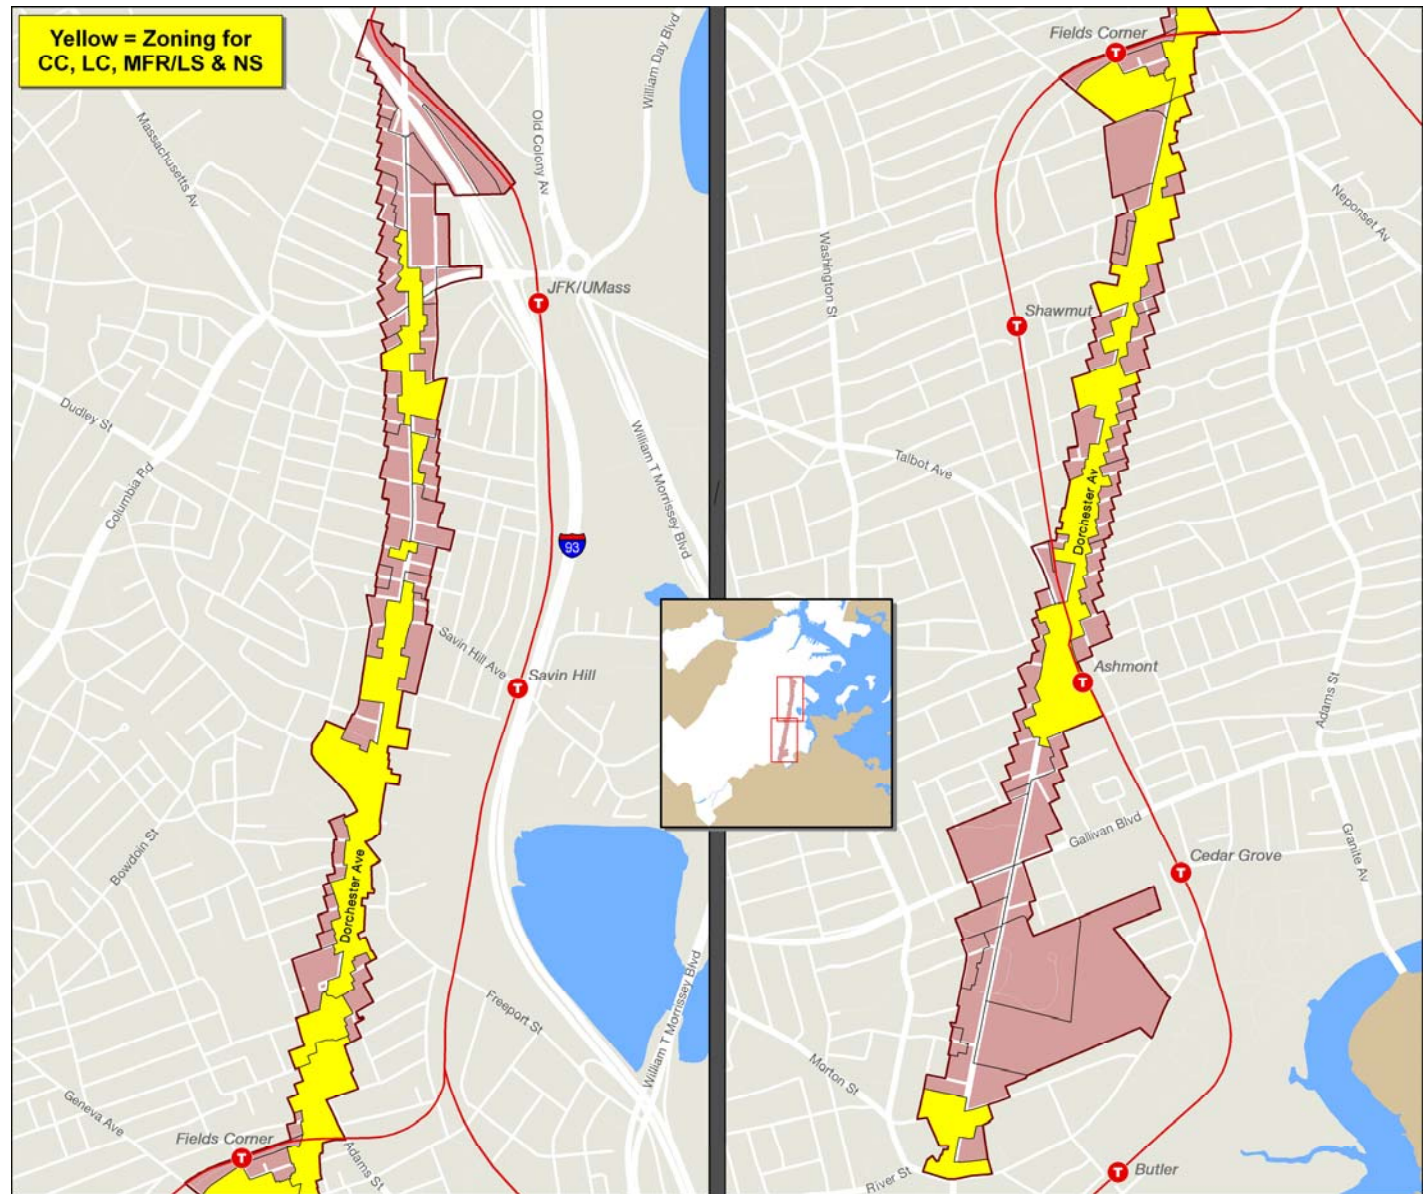 Yellow = Zoning for
CC, LC, MFR/LS & NS
Massachusetts Av
Old Colony Av
William Day Blvd
T
JFK/UMass
Dudley St
Columbia Rd
William T Morrissey Blvd
93
Savin Hill Ave
T
Savin Hill
Bowdoin St
Dorchester Ave
Freeport St
William T Morrissey Blvd
Geneva Ave
Fields Corner
T
Adams St
Fields Corner
T
Neponset Av
Washington St
Shawmut
T
Talbot Ave
Dorchester Av
Ashmont
T
Adams St
Gallivan Blvd
Granite Av
Cedar Grove
T
Morton St
River St
T
Butler